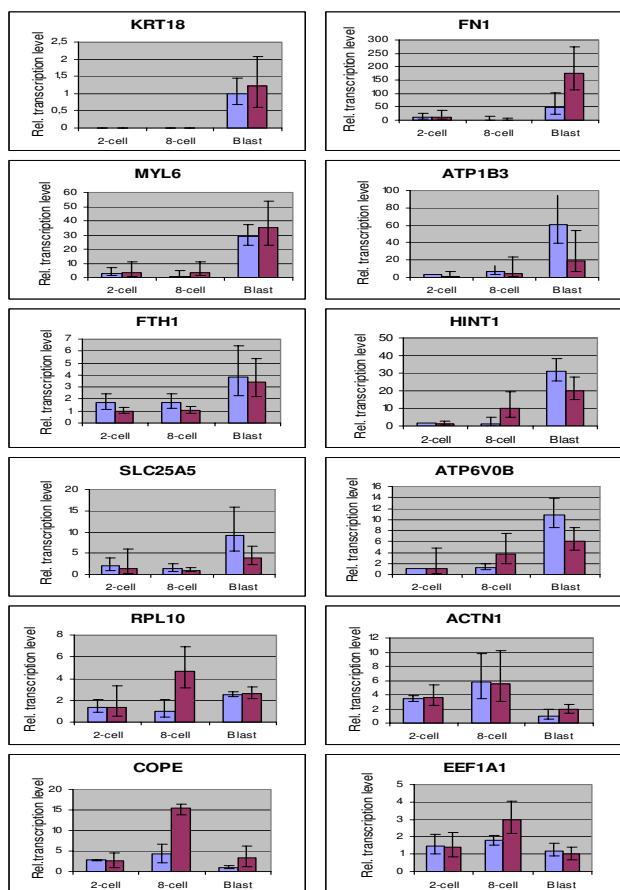 KRT18
Rel. transcription level
2,5
2
1,5
1
0,5
0
2-cell 8-cell Blast
FN1
Rel. transcription level
300
250
200
150
100
50
0
2-cell 8-cell Blast
MYL6
Rel. transcription level
60
50
40
30
20
10
0
2-cell 8-cell Blast
ATP1B3
Rel. transcription level
100
80
60
40
20
0
2-cell 8-cell Blast
FTH1
Rel. transcription level
7
6
5
4
3
2
1
0
2-cell 8-cell Blast
HINT1
Rel. transcription level
50
40
30
20
10
0
2-cell 8-cell Blast
SLC25A5
Rel. transcription level
20
15
10
5
0
2-cell 8-cell Blast
ATP6V0B
Rel. transcription level
16
14
12
10
8
6
4
2
0
2-cell 8-cell Blast
RPL10
Rel. transcription level
8
6
4
2
0
2-cell 8-cell Blast
ACTN1
Rel. transcription level
12
10
8
6
4
2
0
2-cell 8-cell Blast
COPE
Rel.transcription level
20
15
10
5
0
2-cell 8-cell Blast
EEF1A1
Rel. transcription level
5
4
3
2
1
0
2-cell 8-cell Blast